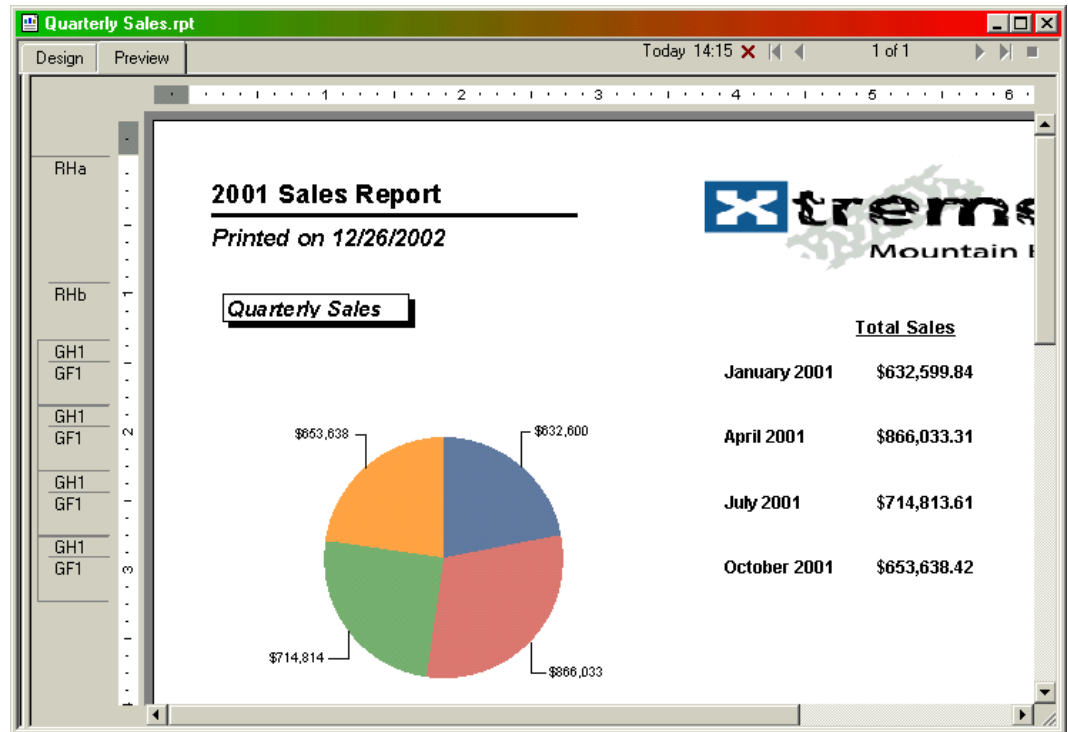 Quarterly Sales.rpt
Design Preview Today 14:15 1 of 1
1 2 3 4 5 6
RHa
2001 Sales Report
Xtreme
Printed on 12/26/2002
Mountain
RHb
1
Quarterly Sales
Total Sales
GH1
GF1
January 2001 $632,599.84
GH1
GF1
2
$653,638
$632,600
April 2001 $866,033.31
GH1
GF1
July 2001 $714,813.61
GH1
GF1
3
October 2001 $653,638.42
$714,814
$866,033